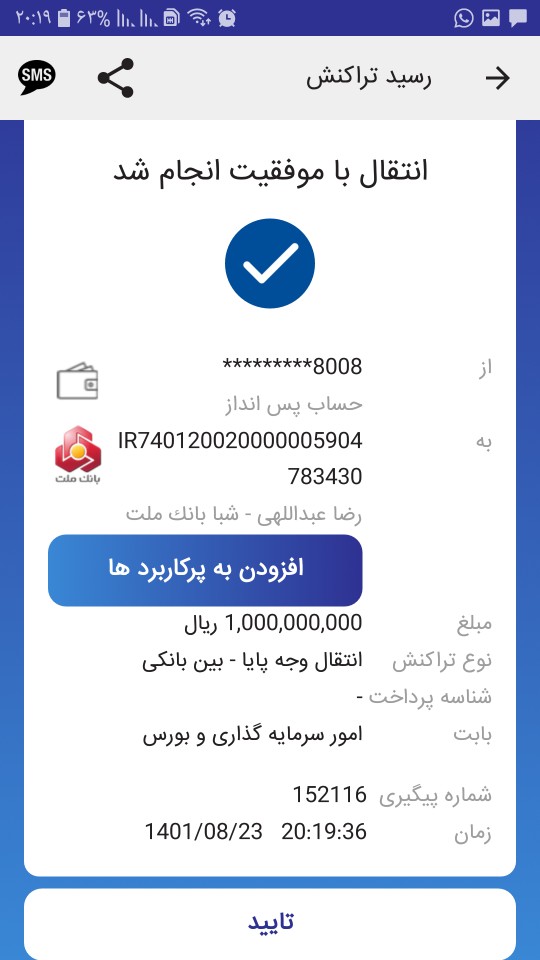 ۲۰:۱۹ ۶۳%
SMS
رسید تراکنش
انتقال با موفقیت انجام شد
از *********8008
حساب پس انداز
به IR740120020000005904
783430
بانک ملت
رضا عبداللهی - شبا بانک ملت
افزودن به پرکاربرد ها
مبلغ 1,000,000,000 ریال
نوع تراکنش انتقال وجه پایا - بین بانکی
شناسه پرداخت -
بابت امور سرمایه گذاری و بورس
شماره پیگیری 152116
زمان 20:19:36 1401/08/23
تایید